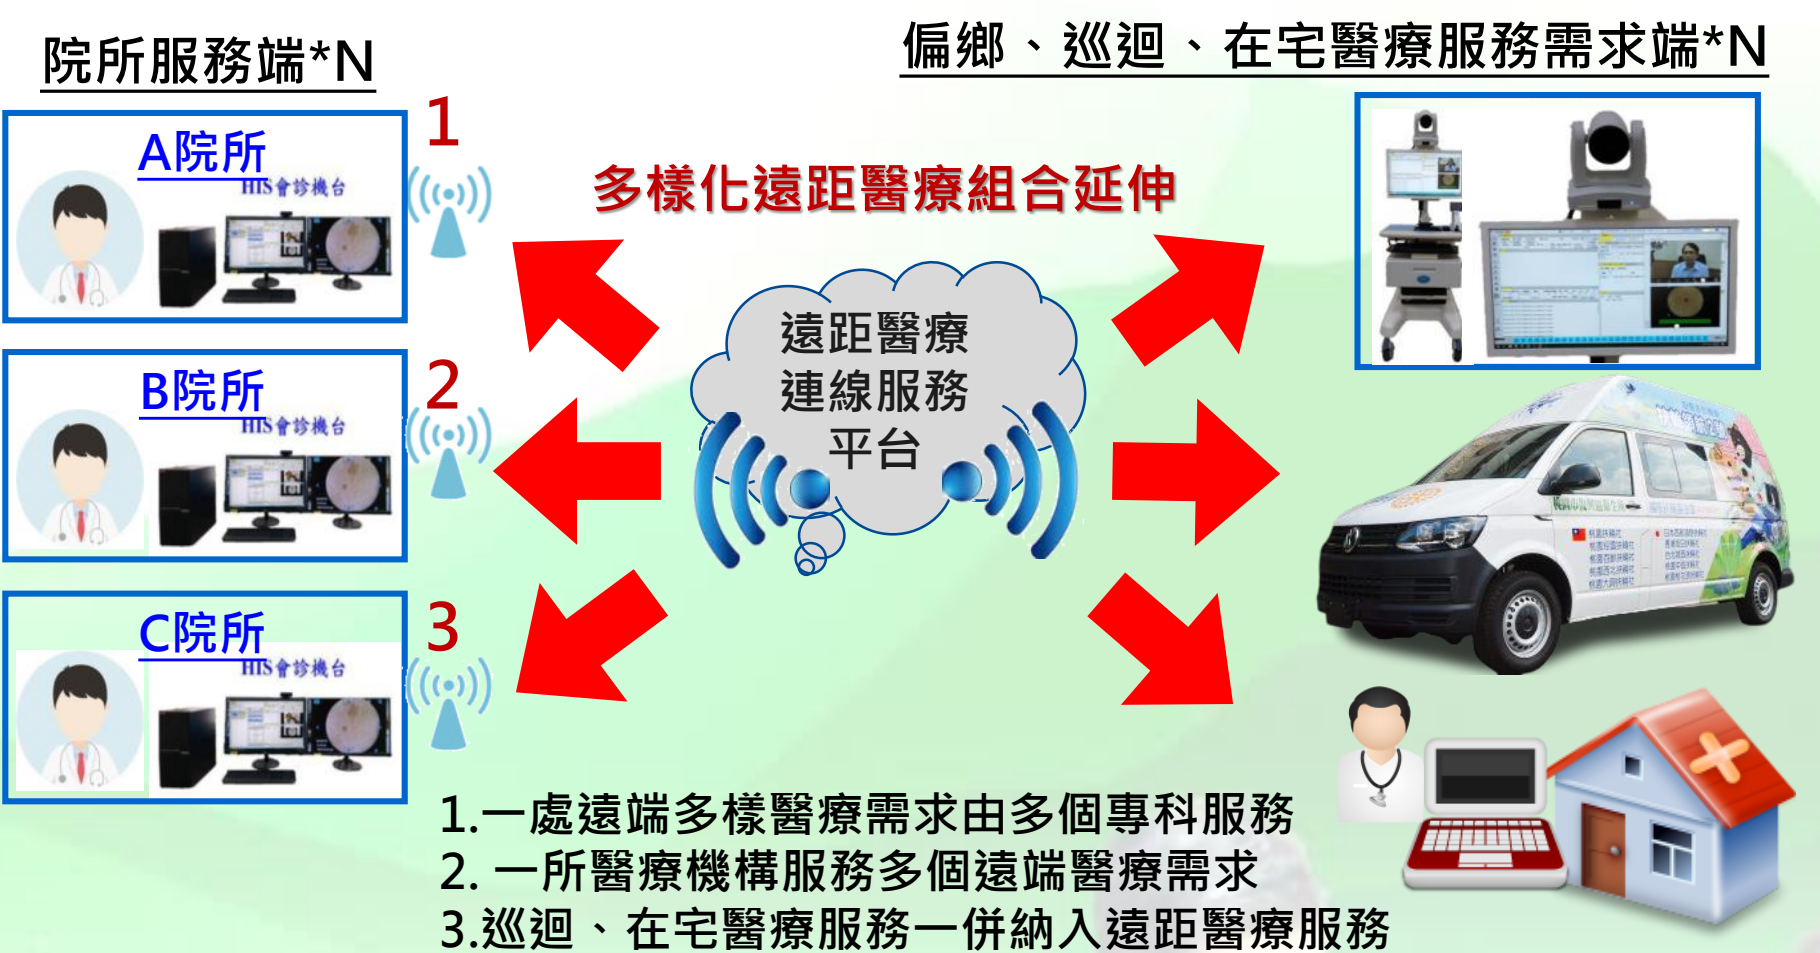 院所服務端*N
偏鄉、巡迴、在宅醫療服務需求端*N
A院所
HIS會診機台
1
多樣化遠距醫療組合延伸
B院所
HIS會診機台
2
遠距醫療
連線服務
平台
C院所
HIS會診機台
3
1.一處遠端多樣醫療需求由多個專科服務
2. 一所醫療機構服務多個遠端醫療需求
3.巡迴、在宅醫療服務一併納入遠距醫療服務